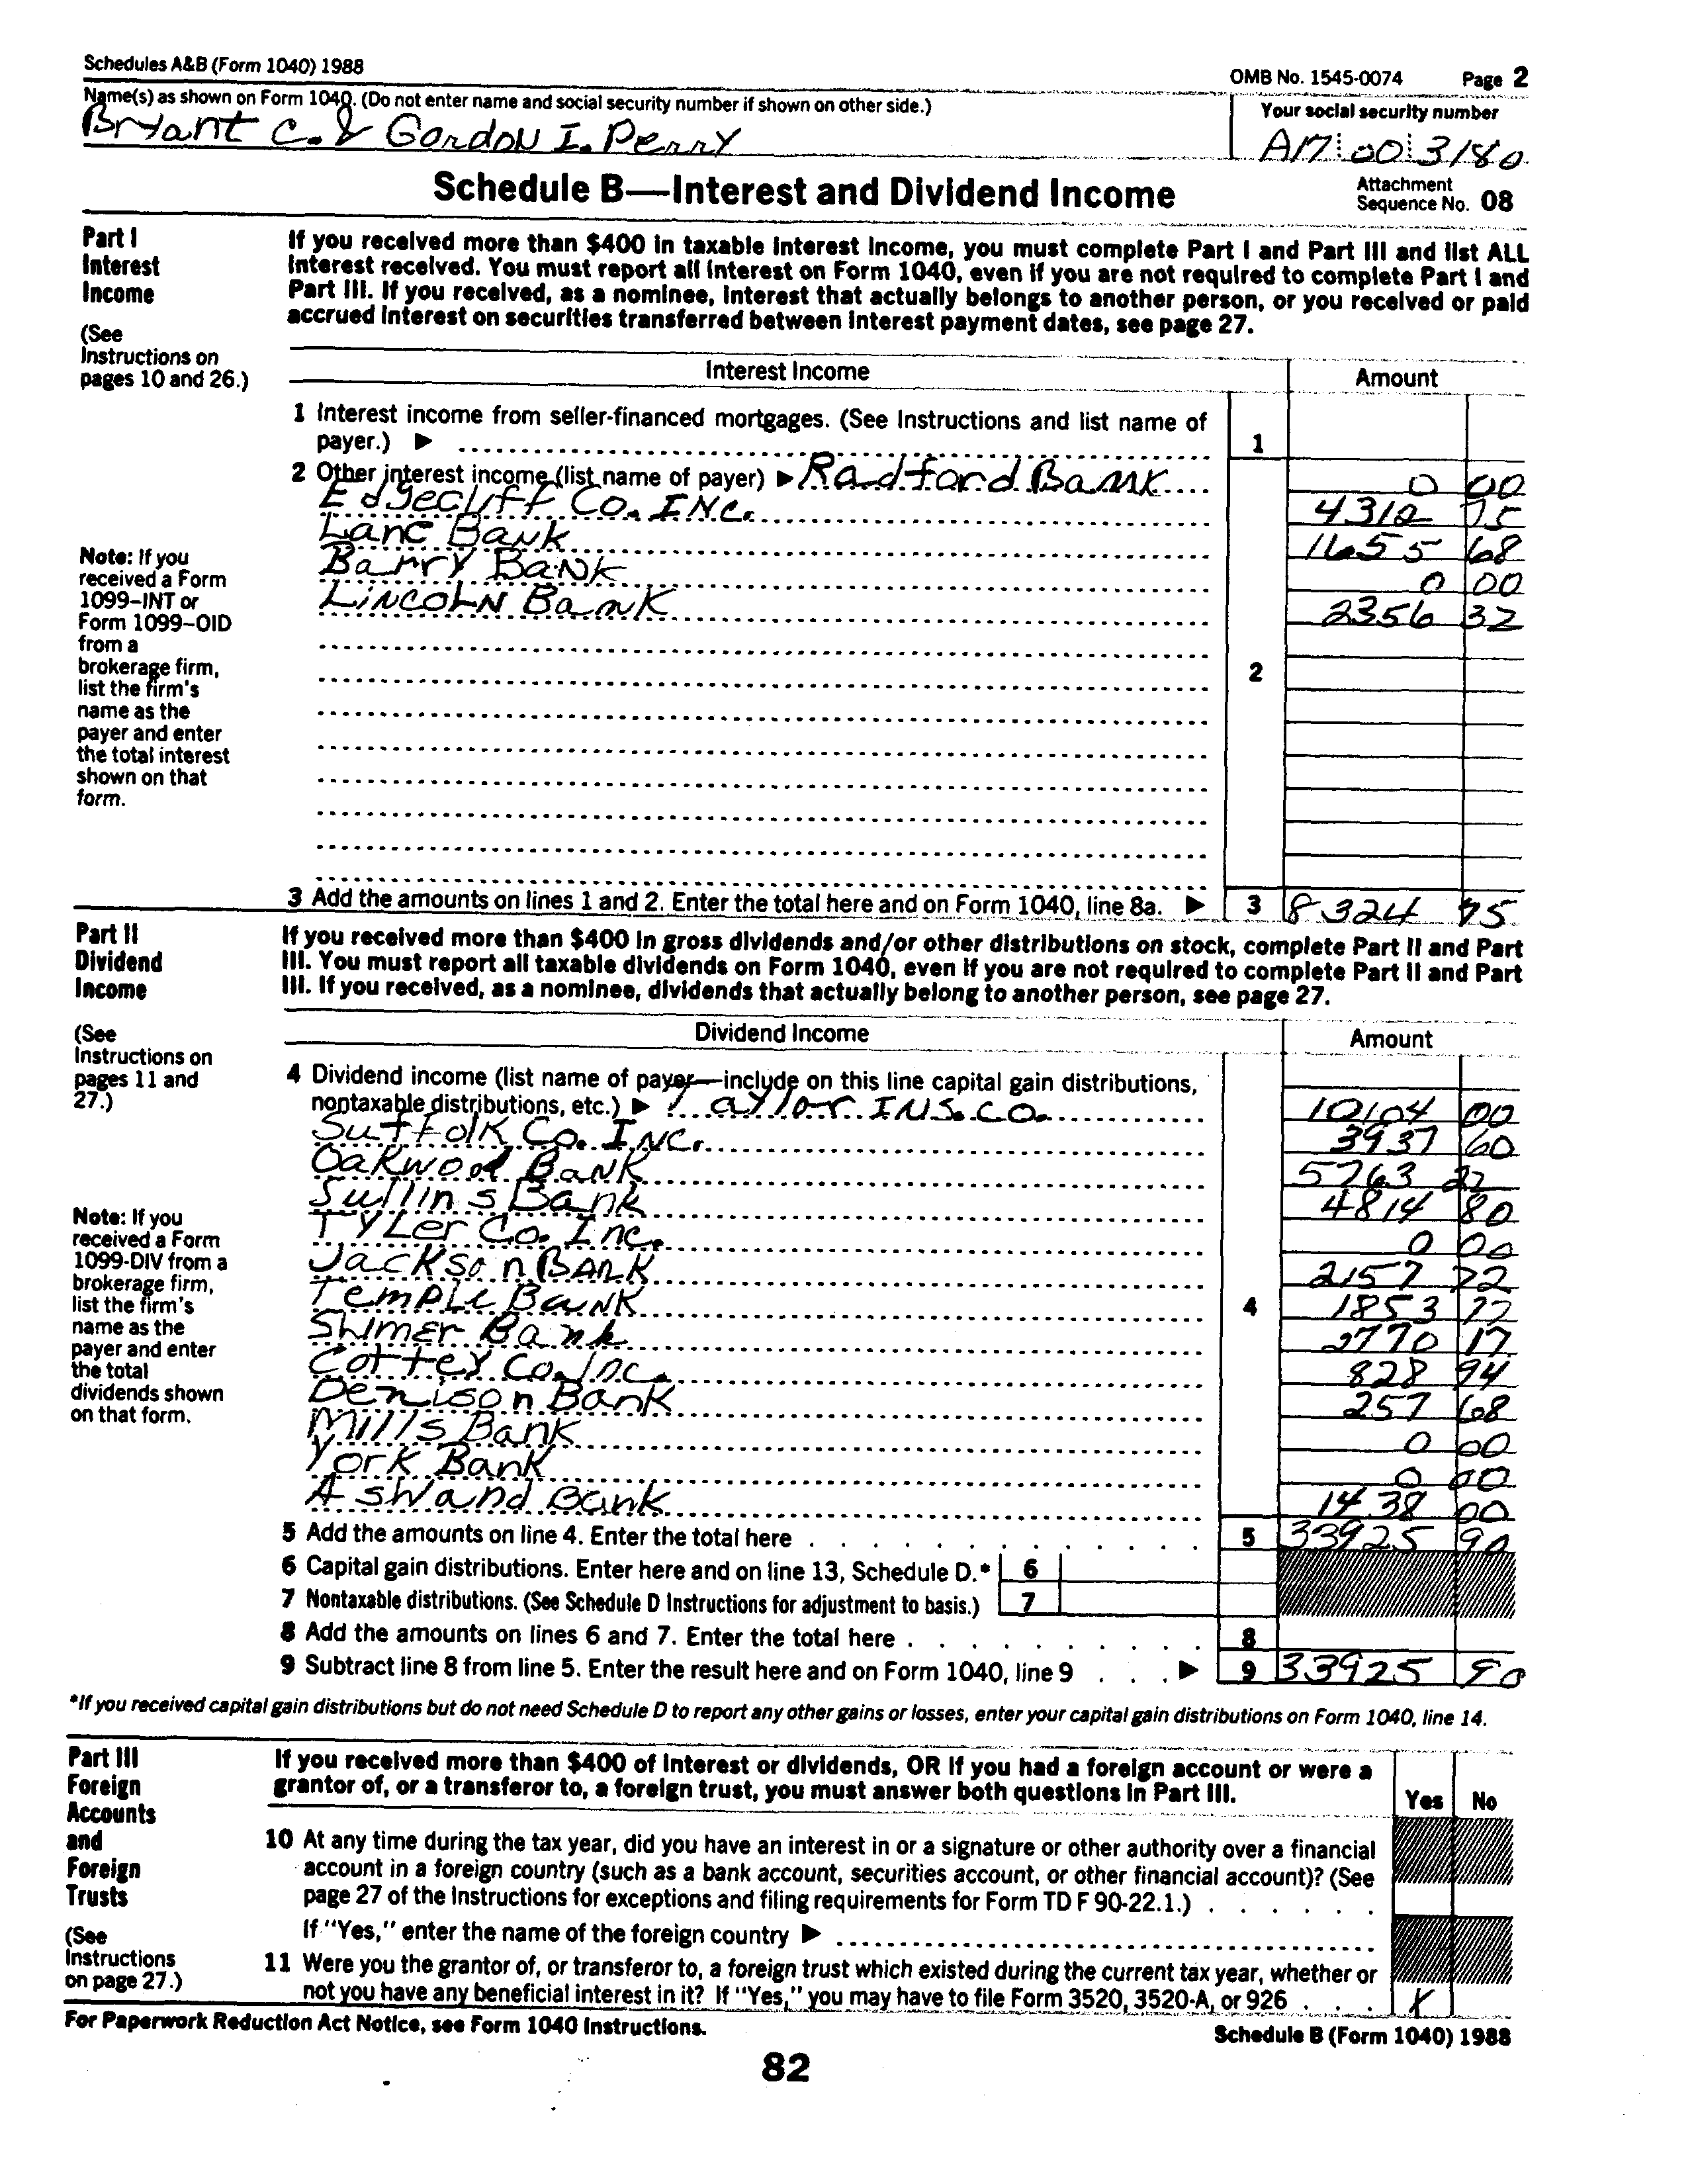 Schedules A&B (Form 1040) 1988
OMB No. 1545-0074 Page 2
Name(s) as shown on Form 1040. (Do not enter name and social security number if shown on other side.)
Your social security number
Bryant C. & Gordon I. Perry
00 3180
Schedule B—Interest and Dividend Income
Attachment
Sequence No. 08
Part I
Interest
Income
(See
Instructions on
pages 10 and 26.)
If you received more than $400 in taxable interest income, you must complete Part I and Part III and list ALL
interest received. You must report all interest on Form 1040, even if you are not required to complete Part I and
Part III. If you received, as a nominee, interest that actually belongs to another person, or you received or paid
accrued interest on securities transferred between interest payment dates, see page 27.
Interest Income Amount
1 Interest income from seller-financed mortgages. (See Instructions and list name of
payer.) ▶ 1
2 Other interest income (list name of payer) ▶ Radford Bank 0 00
Edgecliff Co. INC. 4312 75
Lane Bank 1655 68
Barry Bank 0 00
LINCOLN Bank 2356 32
2
Note: If you
received a Form
1099-INT or
Form 1099-OID
from a
brokerage firm,
list the firm's
name as the
payer and enter
the total interest
shown on that
form.
3 Add the amounts on lines 1 and 2. Enter the total here and on Form 1040, line 8a. ▶ 3 8324 75
Part II
Dividend
Income
(See
Instructions on
pages 11 and
27.)
If you received more than $400 in gross dividends and/or other distributions on stock, complete Part II and Part
III. You must report all taxable dividends on Form 1040, even if you are not required to complete Part II and Part
III. If you received, as a nominee, dividends that actually belong to another person, see page 27.
Dividend Income Amount
4 Dividend income (list name of payer—include on this line capital gain distributions,
nontaxable distributions, etc.) ▶ Taylor INS. CO. 10104 00
Suffolk Co. INC. 3937 60
Oakwood Bank 5763 22
Sullins Bank 4814 80
TYLer Co. Inc. 0 00
Jackson BANK 2157 22
Temple Bank 1853 22
Shimer Bank 2770 17
Cottey Co. Inc. 828 94
Denison Bank 257 68
Mills Bank 0 00
York Bank 0 00
Ashland Bank 1438 00
4
Note: If you
received a Form
1099-DIV from a
brokerage firm,
list the firm's
name as the
payer and enter
the total
dividends shown
on that form.
5 Add the amounts on line 4. Enter the total here . . . . . . . . . . . . 5 33925 90
6 Capital gain distributions. Enter here and on line 13, Schedule D.* 6
7 Nontaxable distributions. (See Schedule D Instructions for adjustment to basis.) 7
8 Add the amounts on lines 6 and 7. Enter the total here . . . . . . . . . 8
9 Subtract line 8 from line 5. Enter the result here and on Form 1040, line 9 . . . ▶ 9 33925 90
*If you received capital gain distributions but do not need Schedule D to report any other gains or losses, enter your capital gain distributions on Form 1040, line 14.
Part III
Foreign
Accounts
and
Foreign
Trusts
(See
Instructions
on page 27.)
If you received more than $400 of interest or dividends, OR if you had a foreign account or were a
grantor of, or a transferor to, a foreign trust, you must answer both questions in Part III.
Yes No
10 At any time during the tax year, did you have an interest in or a signature or other authority over a financial
account in a foreign country (such as a bank account, securities account, or other financial account)? (See
page 27 of the Instructions for exceptions and filing requirements for Form TD F 90-22.1.) . . . . . .
If "Yes," enter the name of the foreign country ▶
11 Were you the grantor of, or transferor to, a foreign trust which existed during the current tax year, whether or
not you have any beneficial interest in it? If "Yes," you may have to file Form 3520, 3520-A, or 926 . . . X
For Paperwork Reduction Act Notice, see Form 1040 Instructions.
Schedule B (Form 1040) 1988
82